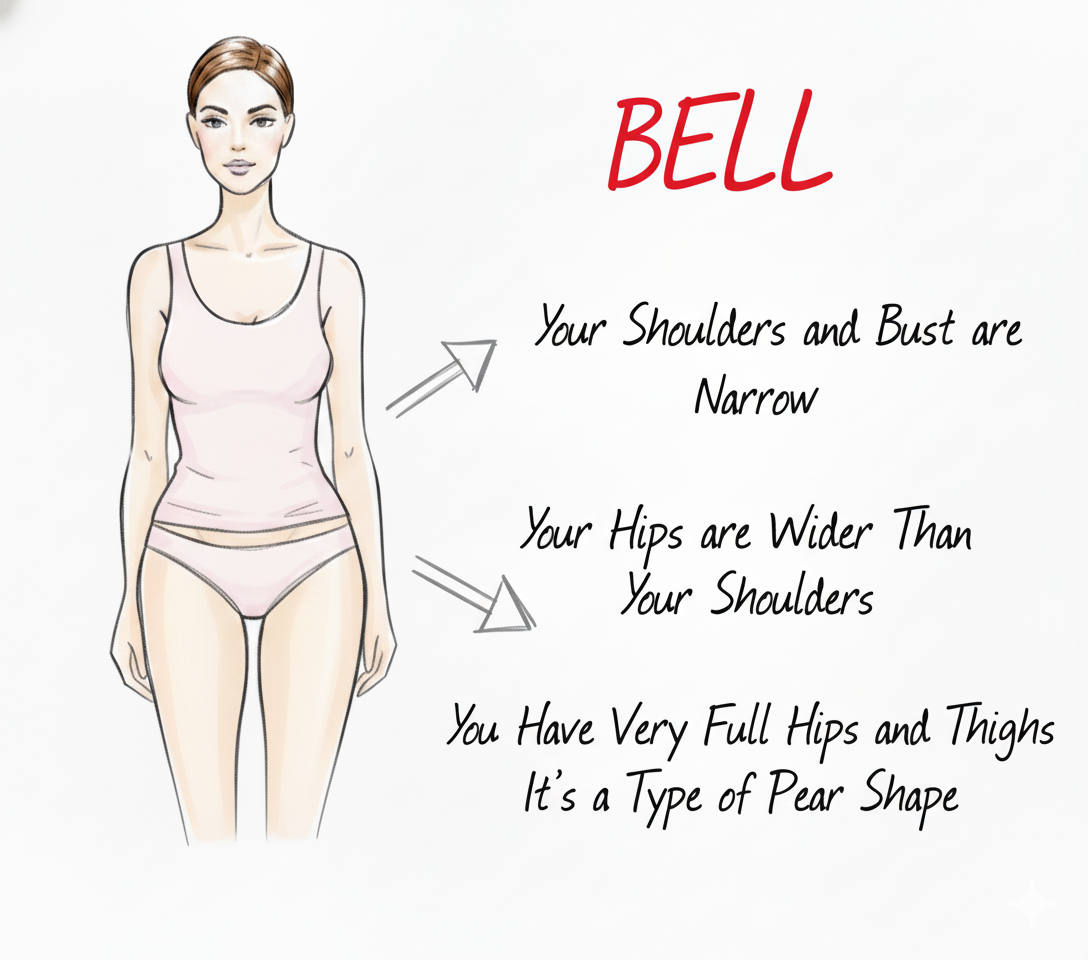 BELL
Your Shoulders and Bust are
Narrow
Your Hips are Wider Than
Your Shoulders
You Have Very Full Hips and Thighs
It's a Type of Pear Shape